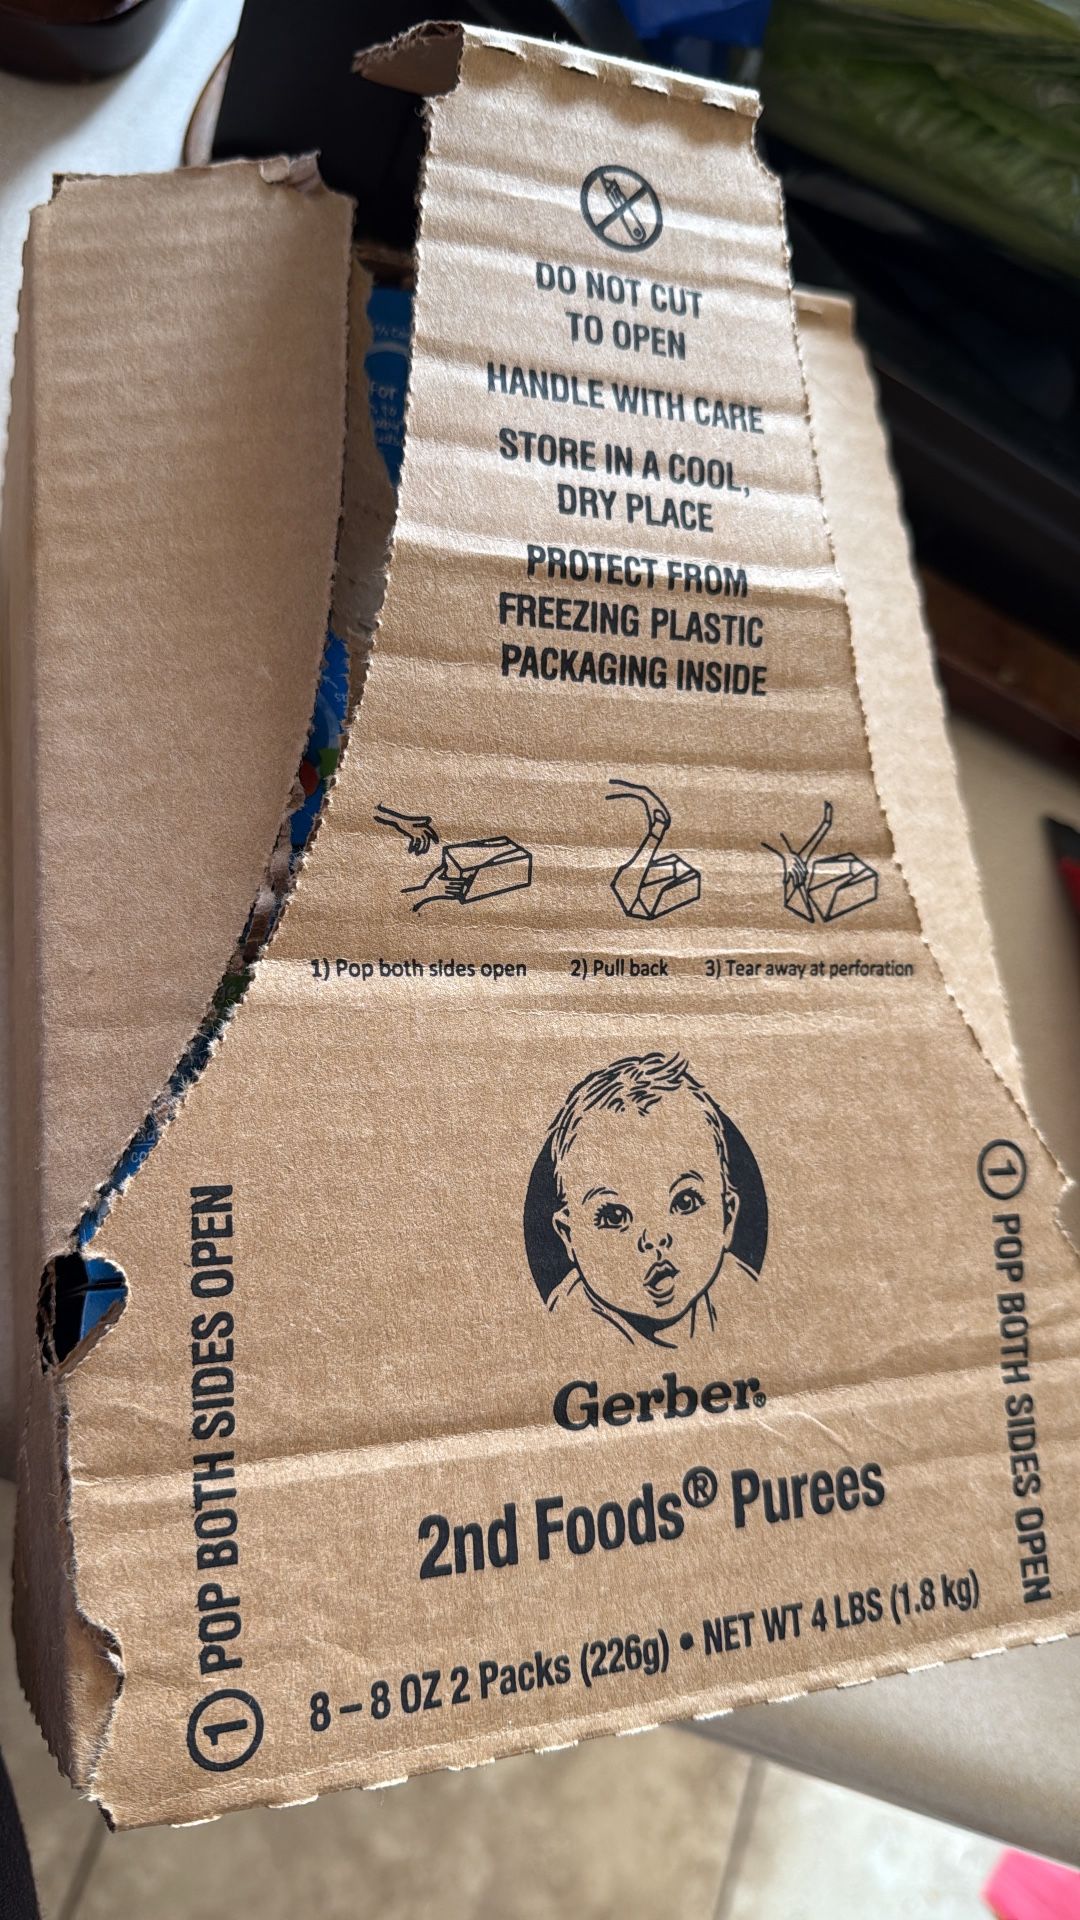 DO NOT CUT
TO OPEN
HANDLE WITH CARE
STORE IN A COOL,
DRY PLACE
PROTECT FROM
FREEZING PLASTIC
PACKAGING INSIDE
1) Pop both sides open
2) Pull back
3) Tear away at perforation
1 POP BOTH SIDES OPEN
1 POP BOTH SIDES OPEN
Gerber®
2nd Foods® Purees
8 – 8 OZ 2 Packs (226g) • NET WT 4 LBS (1.8 kg)